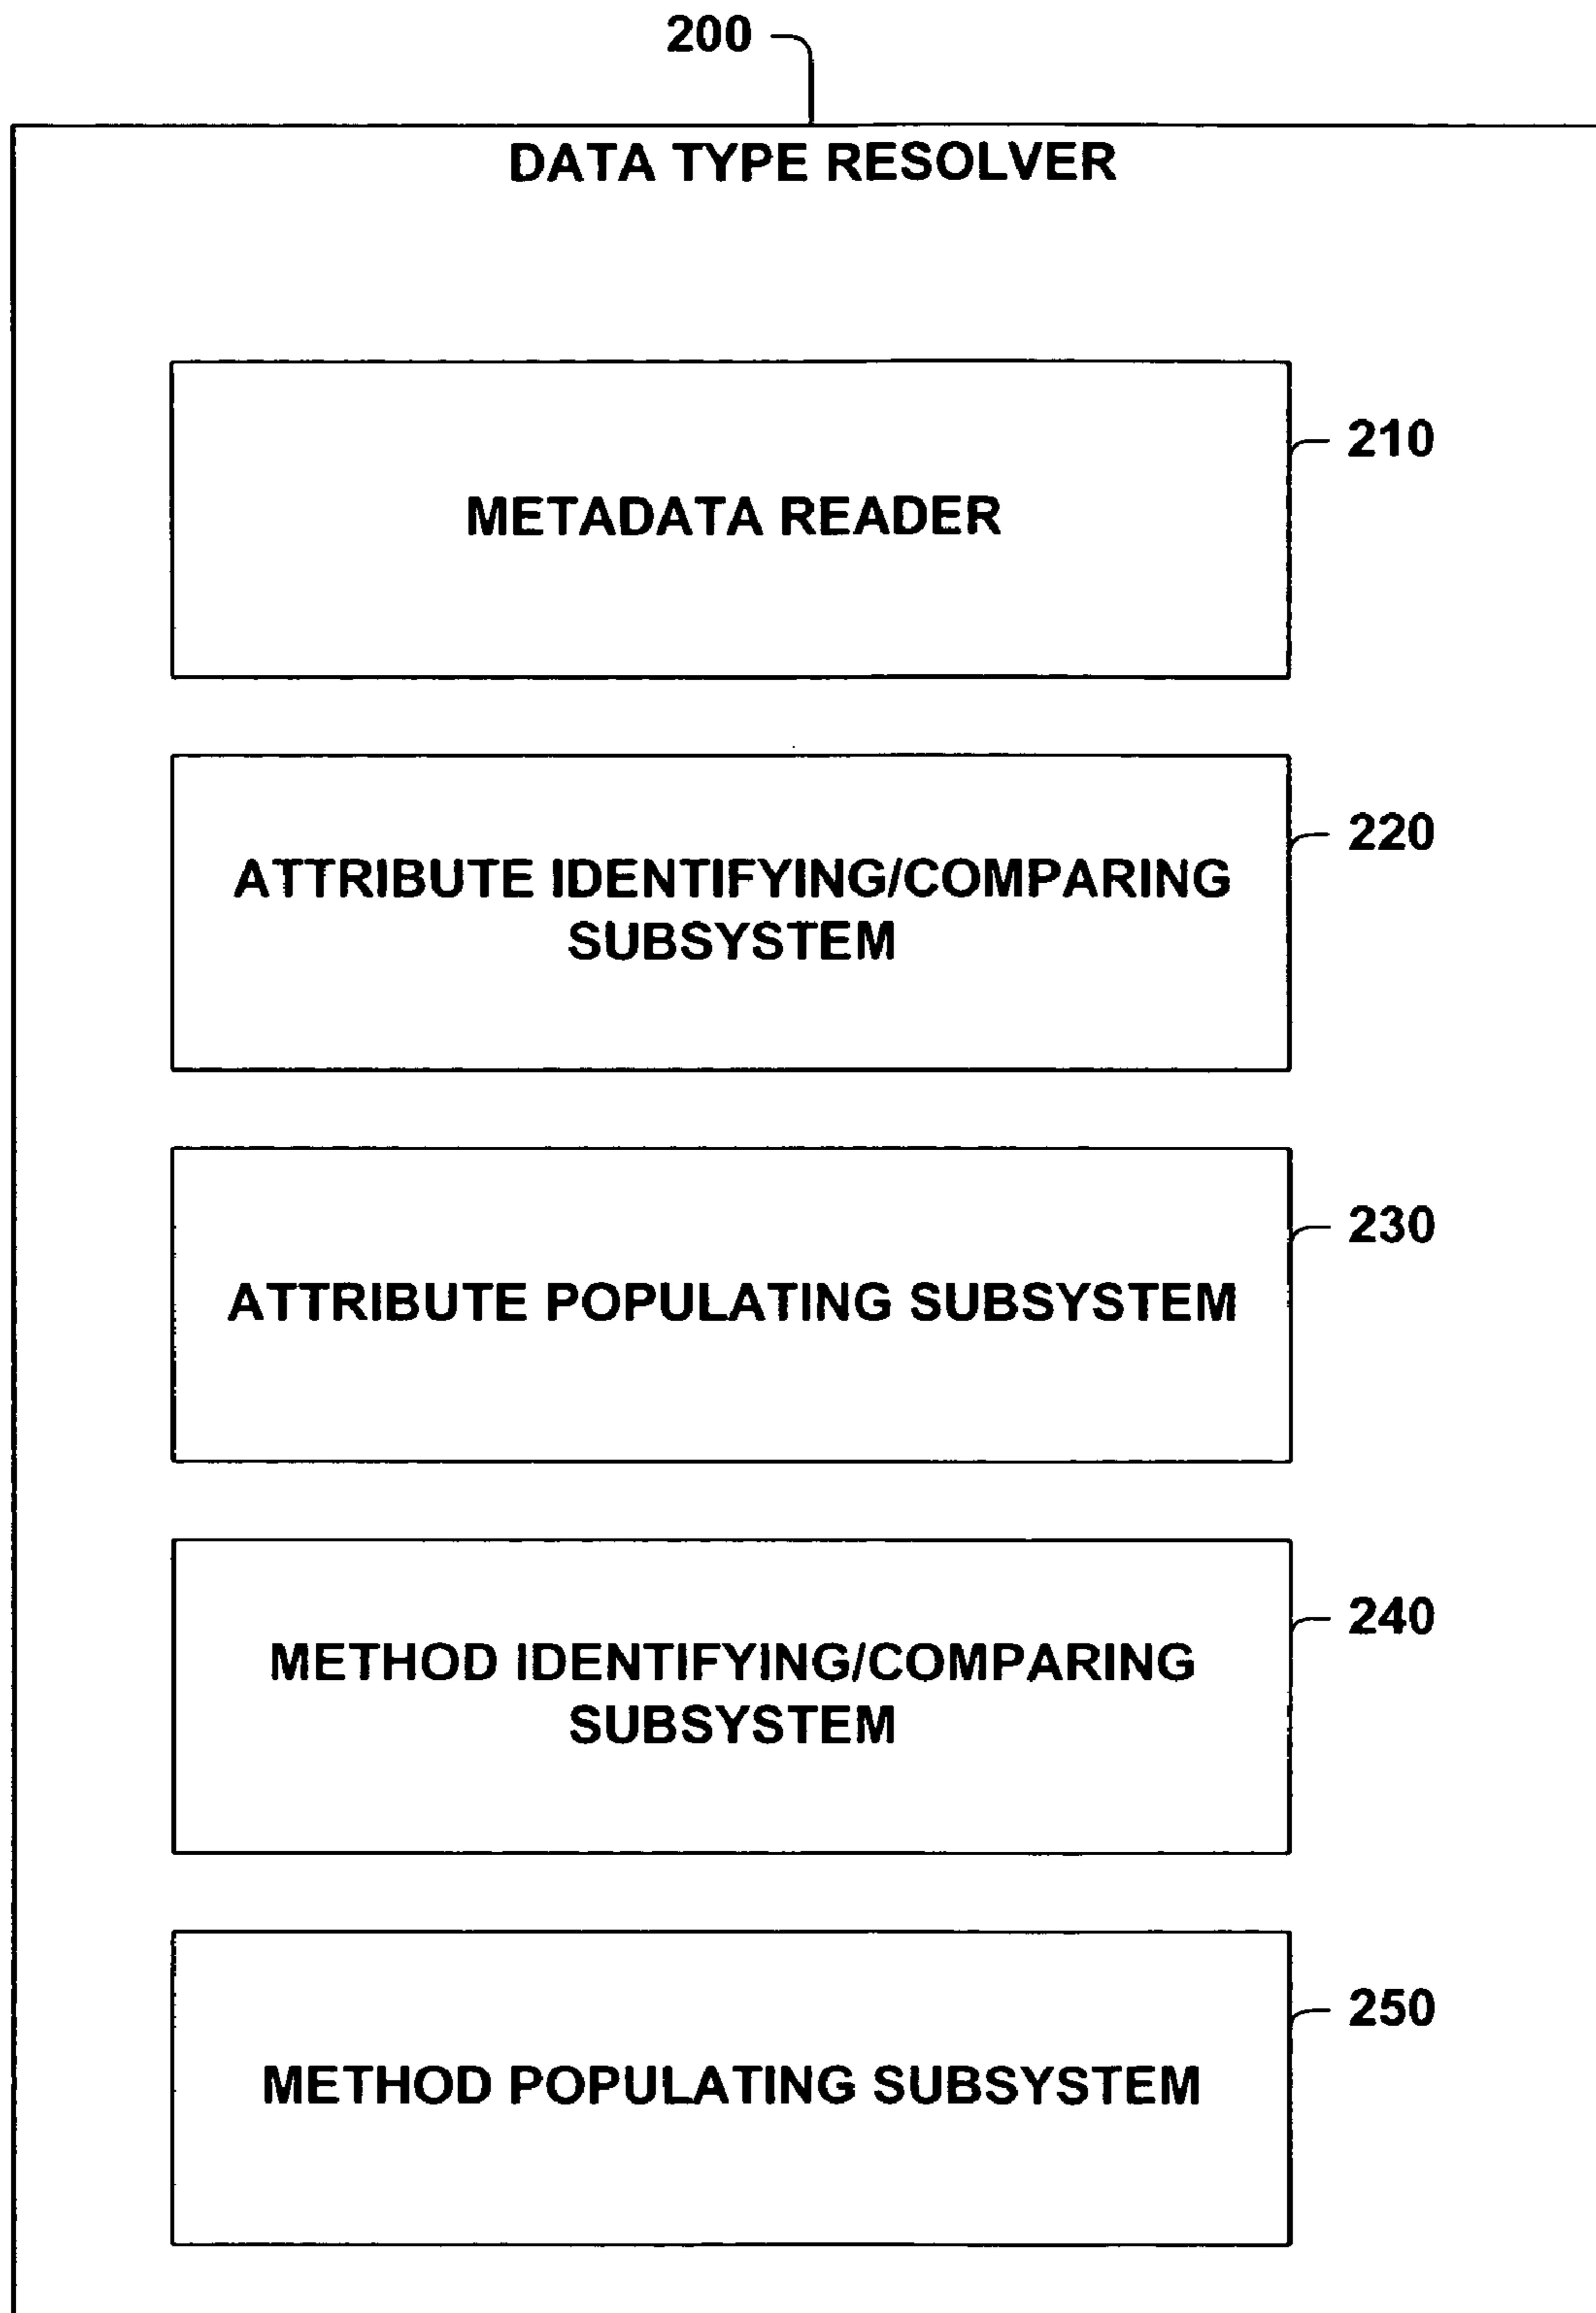 200
DATA TYPE RESOLVER
210
METADATA READER
220
ATTRIBUTE IDENTIFYING/COMPARING
SUBSYSTEM
230
ATTRIBUTE POPULATING SUBSYSTEM
240
METHOD IDENTIFYING/COMPARING
SUBSYSTEM
250
METHOD POPULATING SUBSYSTEM